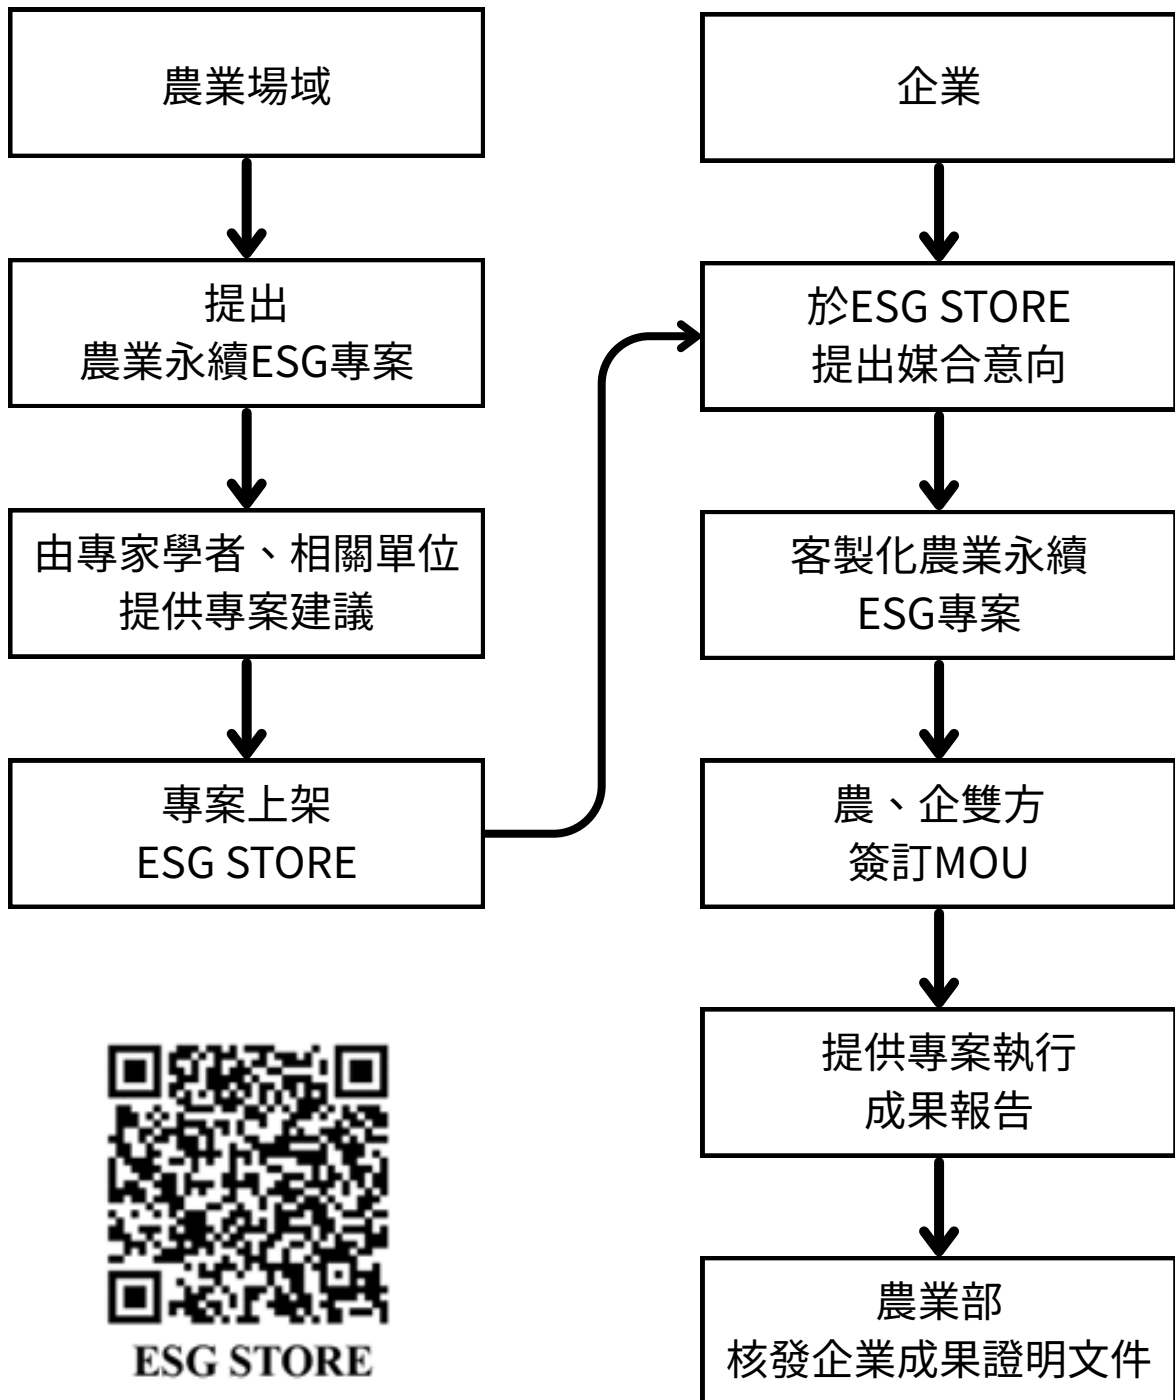 農業場域
提出
農業永續ESG專案
由專家學者、相關單位
提供專案建議
專案上架
ESG STORE
企業
於ESG STORE
提出媒合意向
客製化農業永續
ESG專案
農、企雙方
簽訂MOU
提供專案執行
成果報告
農業部
核發企業成果證明文件
ESG STORE